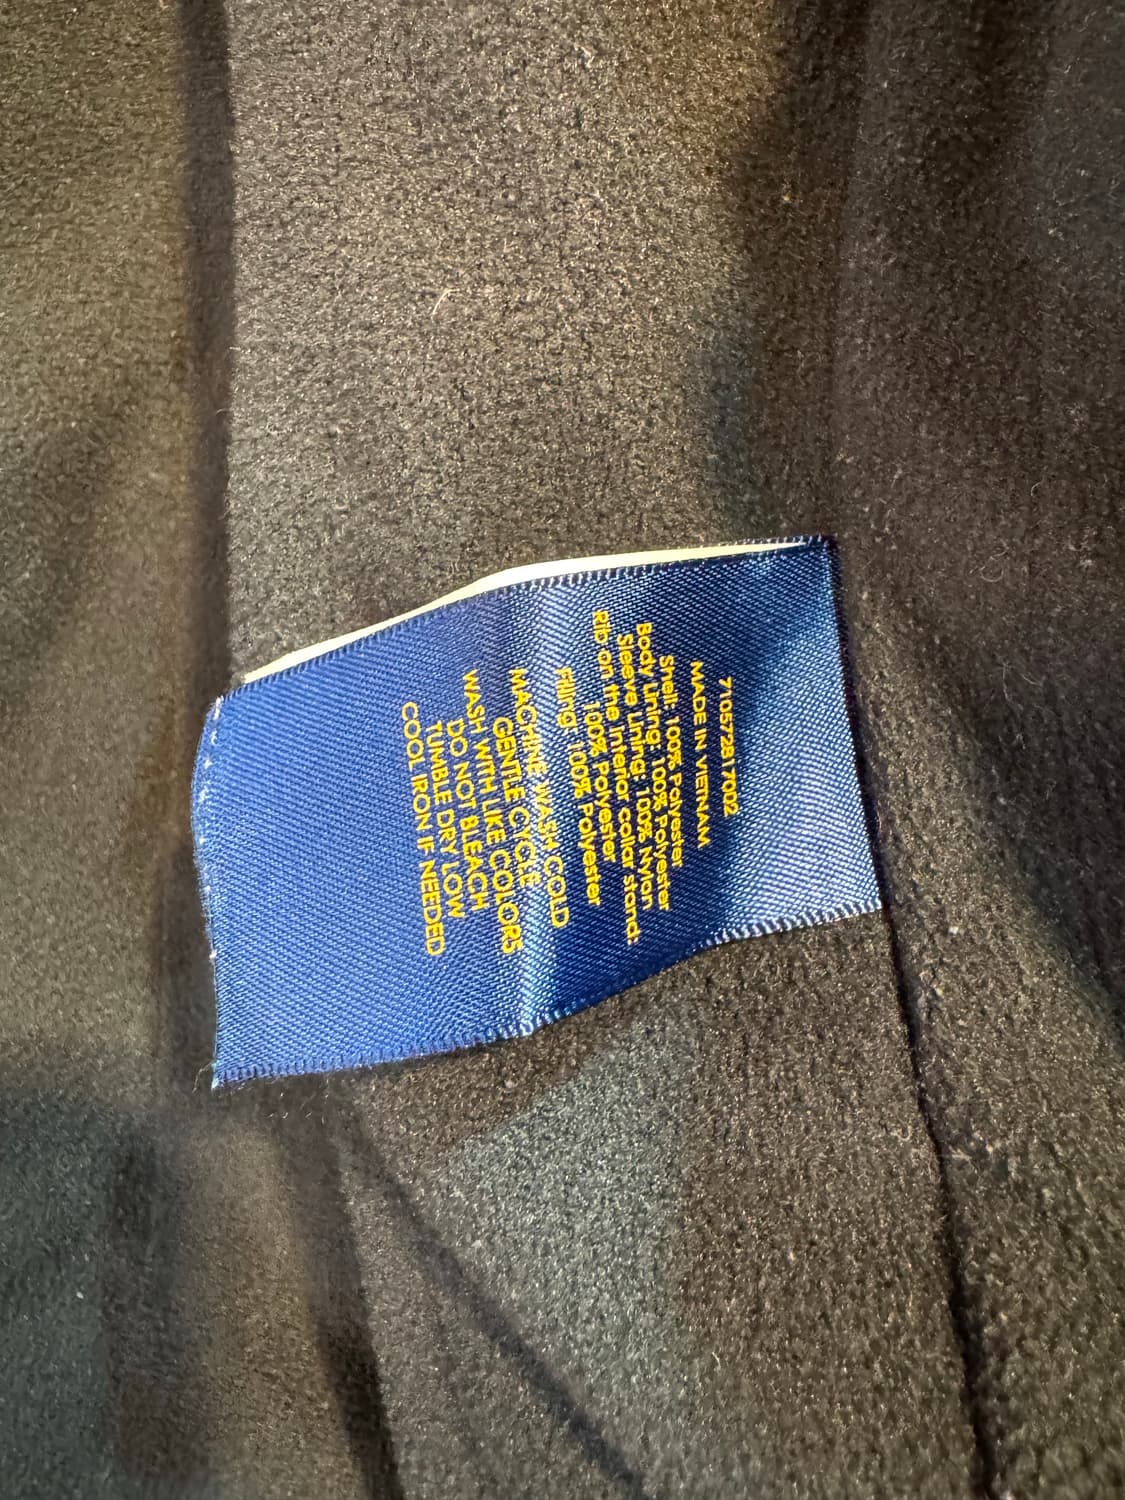 710572817002
MADE IN VIETNAM
Shell: 100% Polyester
Body Lining: 100% Polyester
Sleeve Lining: 100% Nylon
Rib on the interior collar stand:
100% Polyester
Filling: 100% Polyester
MACHINE WASH COLD
GENTLE CYCLE
WASH WITH LIKE COLORS
DO NOT BLEACH
TUMBLE DRY LOW
COOL IRON IF NEEDED